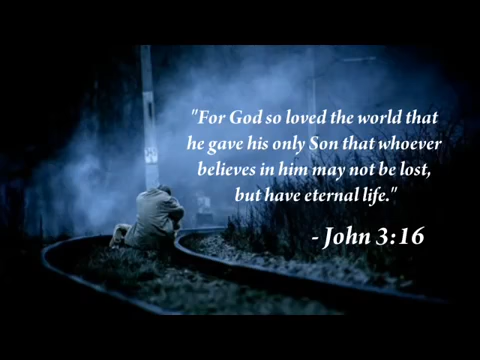 "For God so loved the world that
he gave his only Son that whoever
believes in him may not be lost,
but have eternal life."
- John 3:16